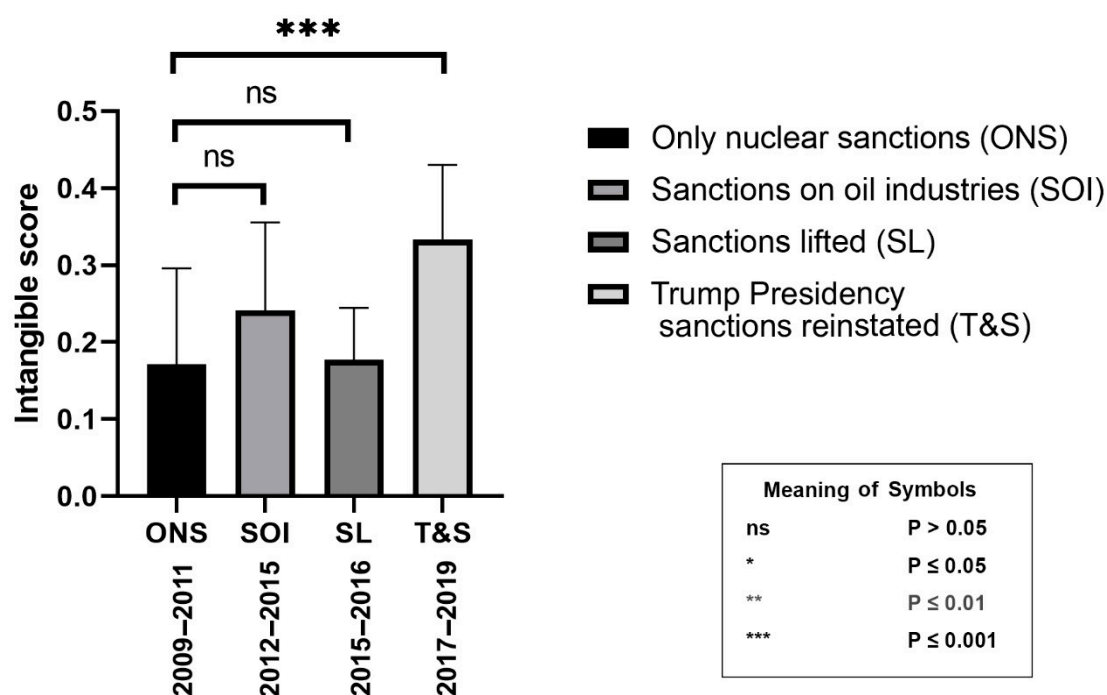 ***
ns
ns
Intangible score
0.5
0.4
0.3
0.2
0.1
0.0
ONS SOI SL T&S
2009–2011
2012–2015
2015–2016
2017–2019
Only nuclear sanctions (ONS)
Sanctions on oil industries (SOI)
Sanctions lifted (SL)
Trump Presidency
sanctions reinstated (T&S)
Meaning of Symbols
ns P > 0.05
* P ≤ 0.05
** P ≤ 0.01
*** P ≤ 0.001